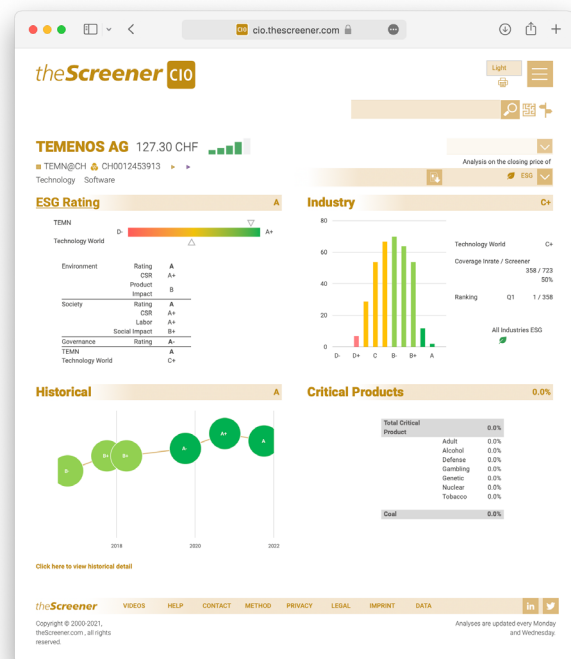 cio.thescreener.com
theScreener CIO
Light
TEMENOS AG 127.30 CHF
TEMN@CH CH0012453913
Analysis on the closing price of
Technology Software
ESG
ESG Rating A
TEMN
D- A+
Technology World
Environment Rating A
CSR A+
Product Impact B
Society Rating A
CSR A+
Labor A+
Social Impact B+
Governance Rating A-
TEMN A
Technology World C+
Industry C+
80
60
40
20
0
D- D+ C B- B+ A
Technology World C+
Coverage Inrate / Screener
358 / 723
50%
Ranking Q1 1 / 358
All Industries ESG
Historical A
B- B+ B+ A- A+ A
2018 2020 2022
Click here to view historical detail
Critical Products 0.0%
Total Critical Product 0.0%
Adult 0.0%
Alcohol 0.0%
Defense 0.0%
Gambling 0.0%
Genetic 0.0%
Nuclear 0.0%
Tobacco 0.0%
Coal 0.0%
theScreener VIDEOS HELP CONTACT METHOD PRIVACY LEGAL IMPRINT DATA
Copyright © 2000-2021,
theScreener.com , all rights
reserved.
Analyses are updated every Monday
and Wednesday.